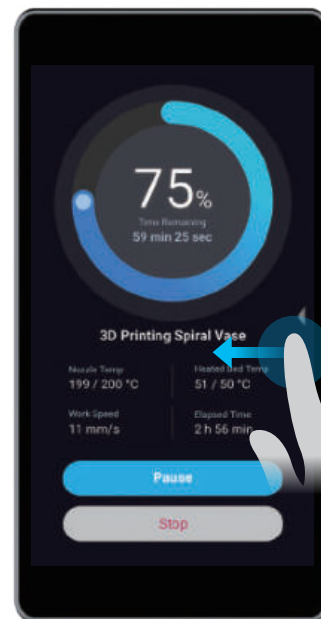 75%
Time Remaining
59 min 25 sec
3D Printing Spiral Vase
Nozzle Temp
199 / 200 °C
Heated Bed Temp
51 / 50 °C
Work Speed
11 mm/s
Elapsed Time
2 h 56 min
Pause
Stop